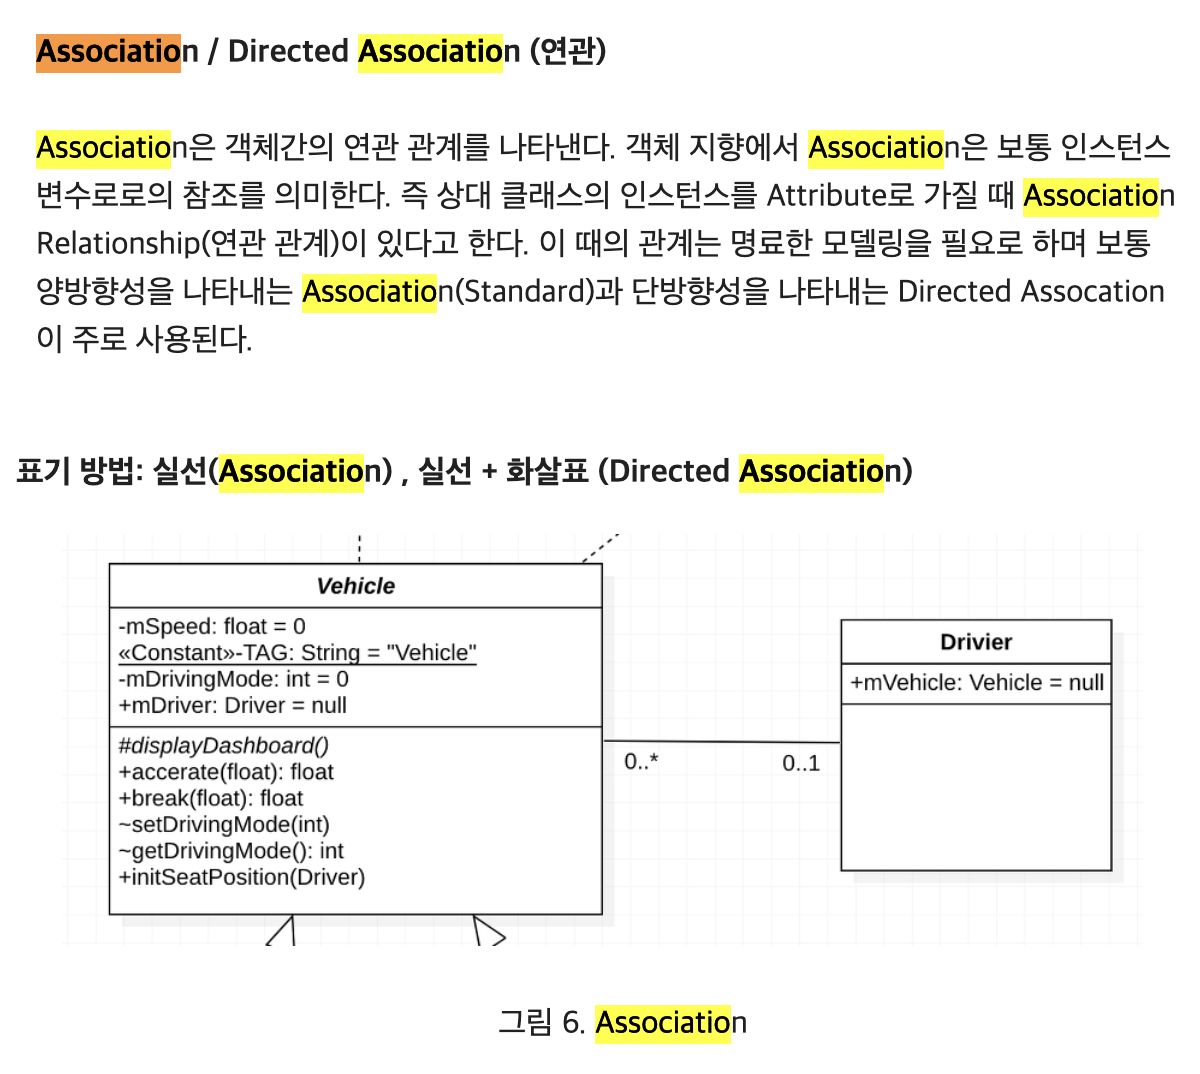 Association / Directed Association (연관)
Association은 객체간의 연관 관계를 나타낸다. 객체 지향에서 Association은 보통 인스턴스
변수로로의 참조를 의미한다. 즉 상대 클래스의 인스턴스를 Attribute로 가질 때 Association
Relationship(연관 관계)이 있다고 한다. 이 때의 관계는 명료한 모델링을 필요로 하며 보통
양방향성을 나타내는 Association(Standard)과 단방향성을 나타내는 Directed Assocation
이 주로 사용된다.
표기 방법: 실선(Association) , 실선 + 화살표 (Directed Association)
Vehicle
-mSpeed: float = 0
«Constant»-TAG: String = "Vehicle"
-mDrivingMode: int = 0
+mDriver: Driver = null
#displayDashboard()
+accerate(float): float
+break(float): float
~setDrivingMode(int)
~getDrivingMode(): int
+initSeatPosition(Driver)
0..*
0..1
Drivier
+mVehicle: Vehicle = null
그림 6. Association